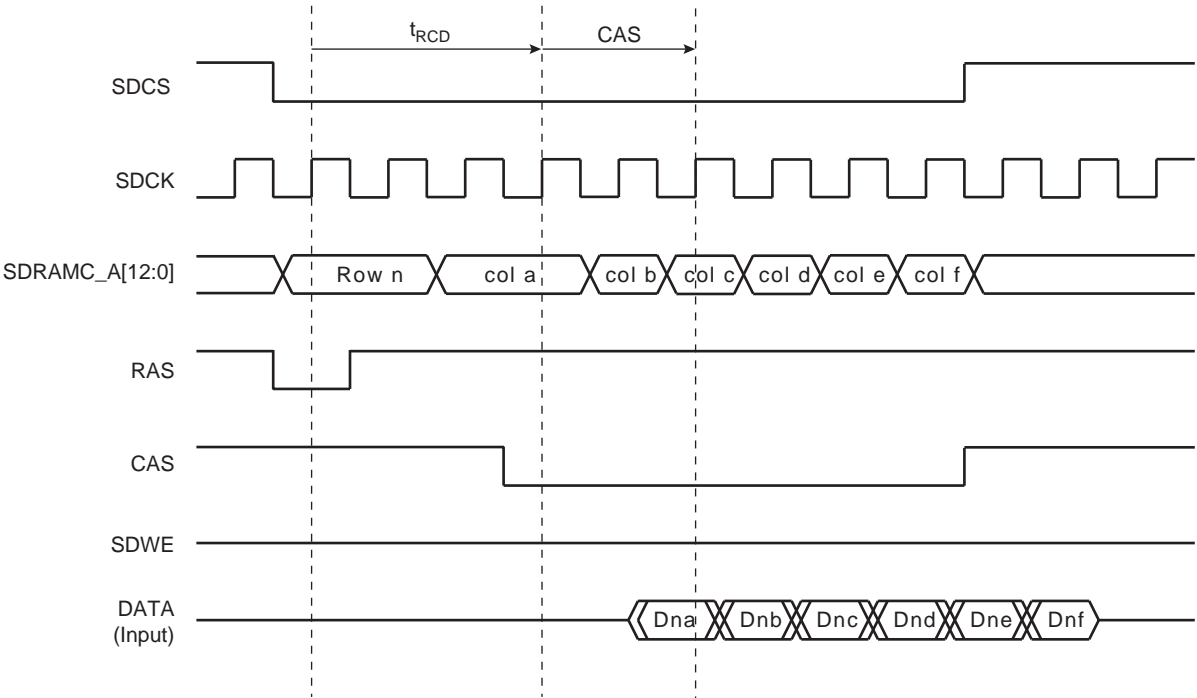 tRCD CAS
SDCS
SDCK
SDRAMC_A[12:0] Row n col a col b col c col d col e col f
RAS
CAS
SDWE
DATA
(Input) Dna Dnb Dnc Dnd Dne Dnf